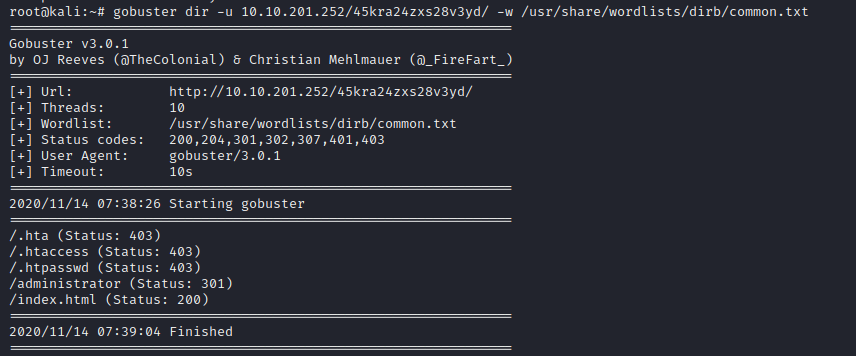 root@kali:~# gobuster dir -u 10.10.201.252/45kra24zxs28v3yd/ -w /usr/share/wordlists/dirb/common.txt
===============================================================
Gobuster v3.0.1
by OJ Reeves (@TheColonial) & Christian Mehlmauer (@_FireFart_)
===============================================================
[+] Url:            http://10.10.201.252/45kra24zxs28v3yd/
[+] Threads:        10
[+] Wordlist:       /usr/share/wordlists/dirb/common.txt
[+] Status codes:   200,204,301,302,307,401,403
[+] User Agent:     gobuster/3.0.1
[+] Timeout:        10s
===============================================================
2020/11/14 07:38:26 Starting gobuster
===============================================================
/.hta (Status: 403)
/.htaccess (Status: 403)
/.htpasswd (Status: 403)
/administrator (Status: 301)
/index.html (Status: 200)
===============================================================
2020/11/14 07:39:04 Finished
===============================================================